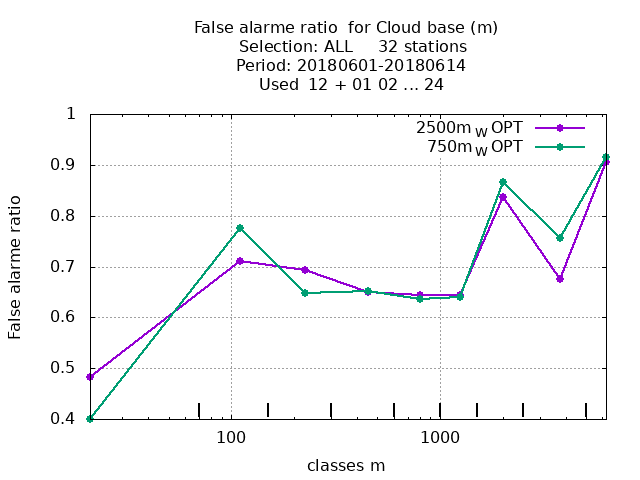 False alarme ratio  for Cloud base (m)
Selection: ALL     32 stations
Period: 20180601-20180614
Used  12 + 01 02 ... 24
2500m W OPT
750m W OPT
1
0.9
0.8
0.7
0.6
0.5
0.4
False alarme ratio
100
1000
classes m